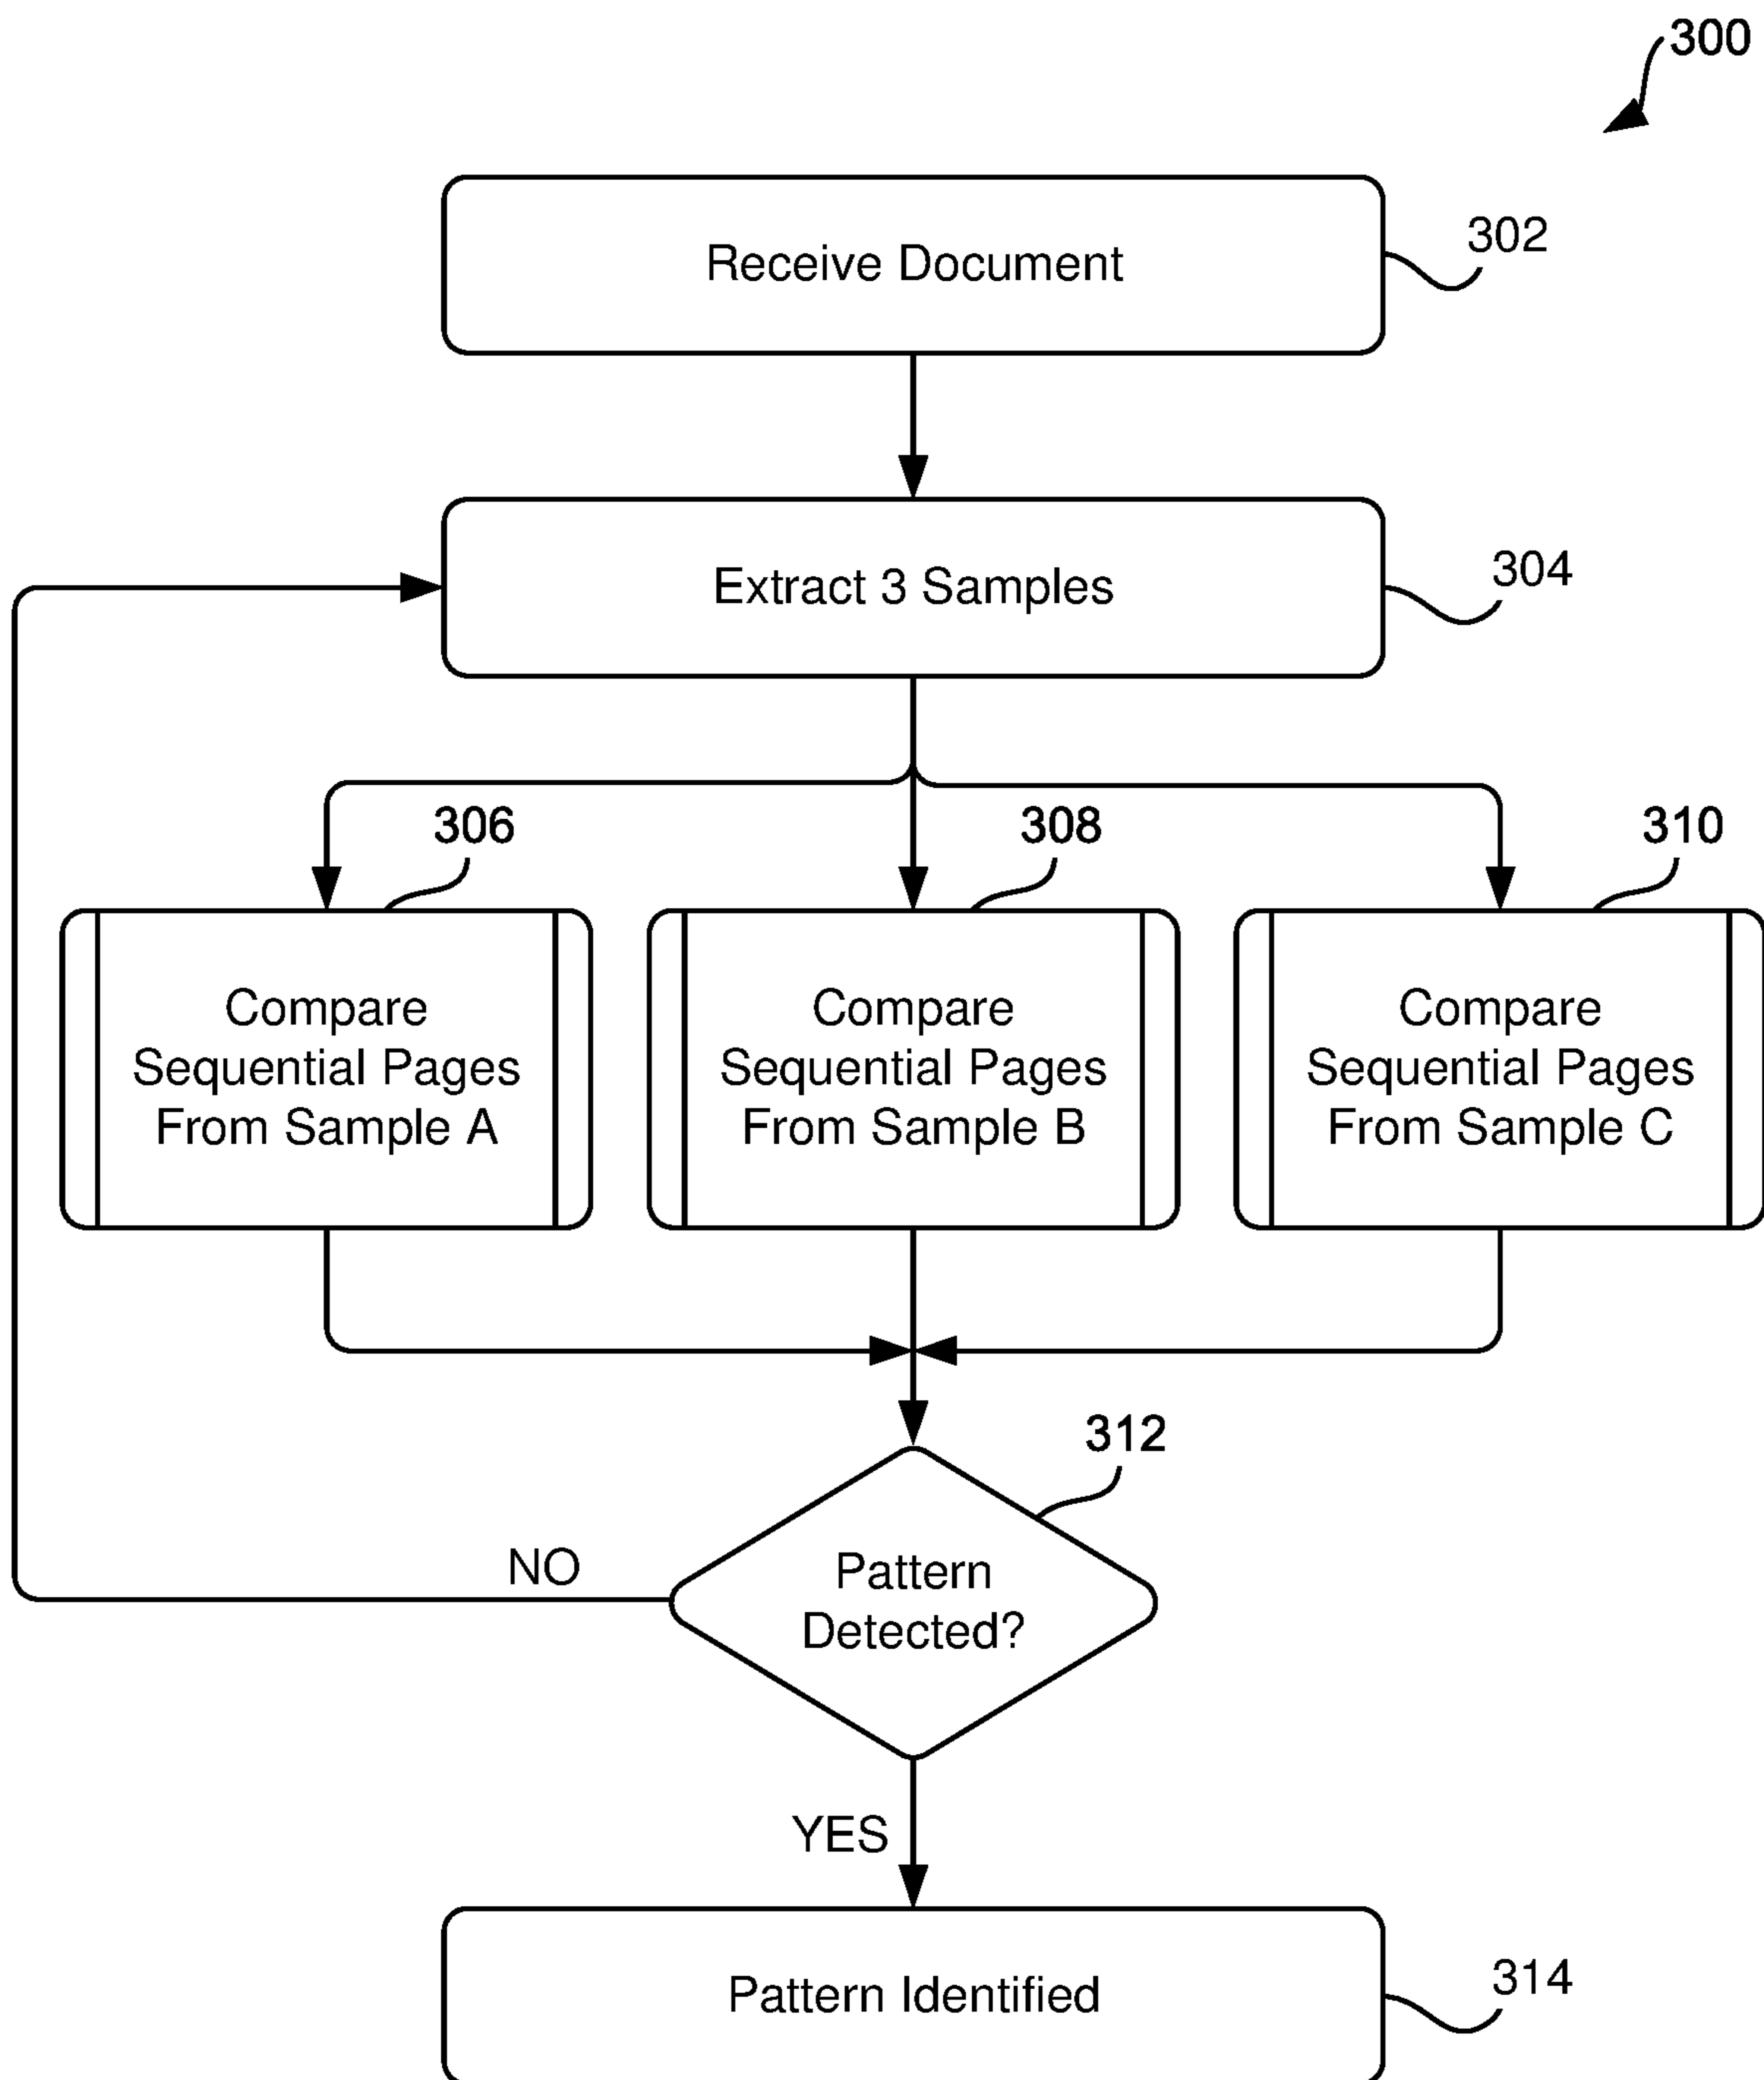 300
Receive Document
302
Extract 3 Samples
304
306
308
310
Compare
Sequential Pages
From Sample A
Compare
Sequential Pages
From Sample B
Compare
Sequential Pages
From Sample C
312
NO
Pattern
Detected?
YES
Pattern Identified
314